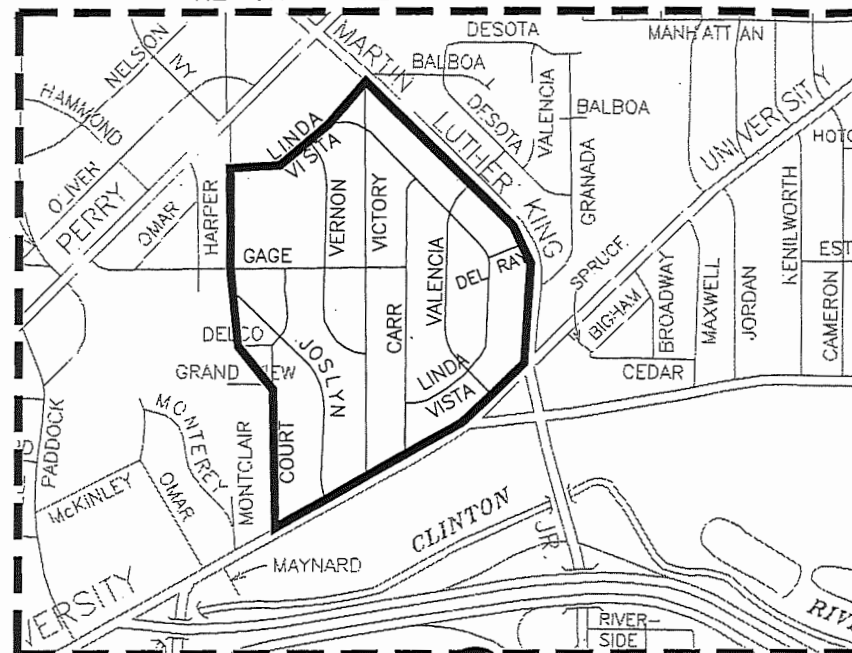 DESOTA
MANHATTAN
NELSON
IVY
MARTIN
BALBOA
HAMMOND
DESOTA
VALENCIA
BALBOA
UNIVERSITY
LINDA
VISTA
LUTHER
KING
HOTC
OLIVER
PERRY
OMAR
HARPER
VERNON
VICTORY
GRANADA
KENILWORTH
GAGE
VALENCIA
DEL RAY
SPRUCE
EST
BIGHAM
BROADWAY
MAXWELL
JORDAN
CAMERON
DELCO
JOSLYN
CARR
GRAND VIEW
LINDA
VISTA
CEDAR
PADDOCK
MONTEREY
MONTCLAIR
COURT
McKINLEY
OMAR
CLINTON
JR.
MAYNARD
VERSITY
RIVER-
SIDE
RIV